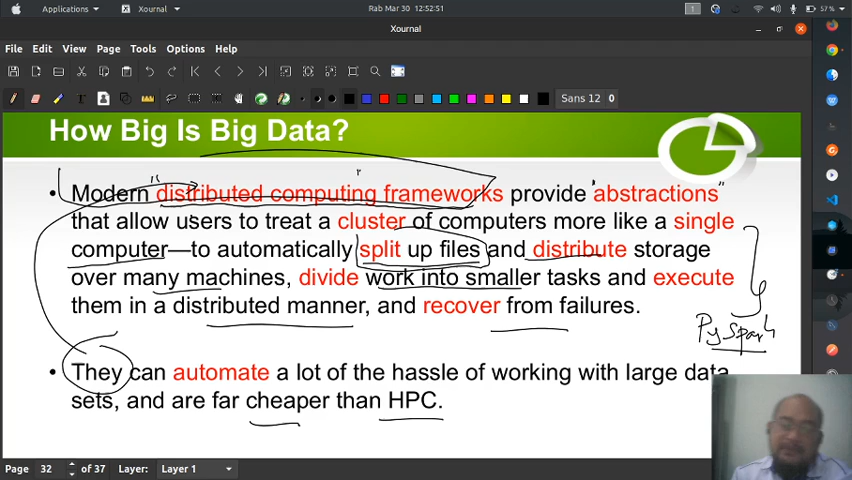 Applications
Xournal
Rab Mar 30 12:52:51
1
57 %
Xournal
File Edit View Page Tools Options Help
Sans 12 0
How Big Is Big Data?
• Modern "distributed computing frameworks provide "abstractions"
that allow users to treat a cluster of computers more like a single
computer—to automatically split up files and distribute storage
over many machines, divide work into smaller tasks and execute
them in a distributed manner, and recover from failures.
PySpark
• They can automate a lot of the hassle of working with large data
sets, and are far cheaper than HPC.
Page 32 of 37 Layer: Layer 1